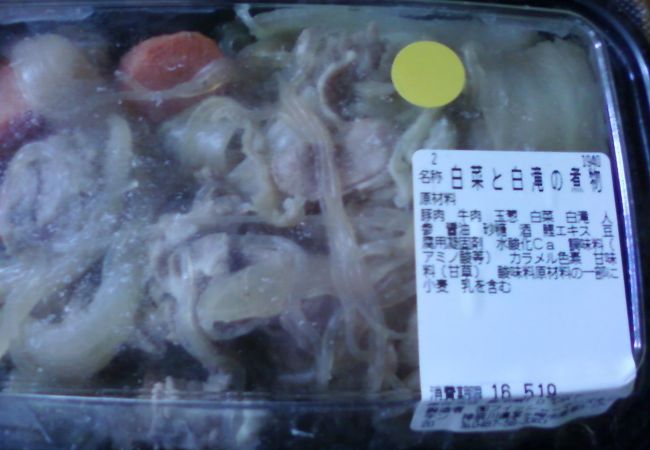 2 1040
名称 白菜と白滝の煮物
原材料
豚肉 牛肉 玉葱 白菜 白滝 人
参 醤油 砂糖 酒 鰹エキス 豆
腐用凝固剤 水酸化Ca 調味料(
アミノ酸等) カラメル色素 甘味
料(甘草) 酸味料原材料の一部に
小麦 乳を含む
消費期限 16.5.19